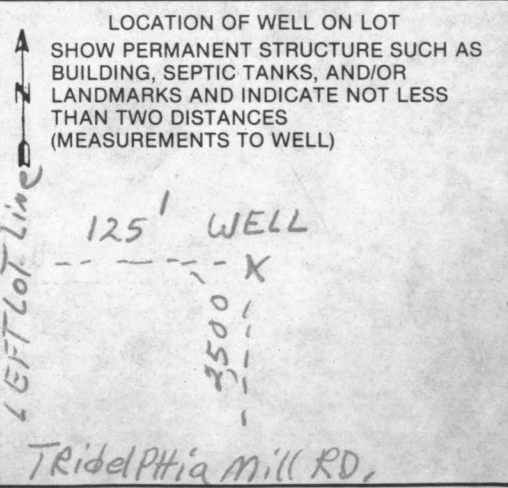 LOCATION OF WELL ON LOT
SHOW PERMANENT STRUCTURE SUCH AS
BUILDING, SEPTIC TANKS, AND/OR
LANDMARKS AND INDICATE NOT LESS
THAN TWO DISTANCES
(MEASUREMENTS TO WELL)
N
LEFT LOT Line
125' WELL
X
3500
TRidelPHia Mill RD.